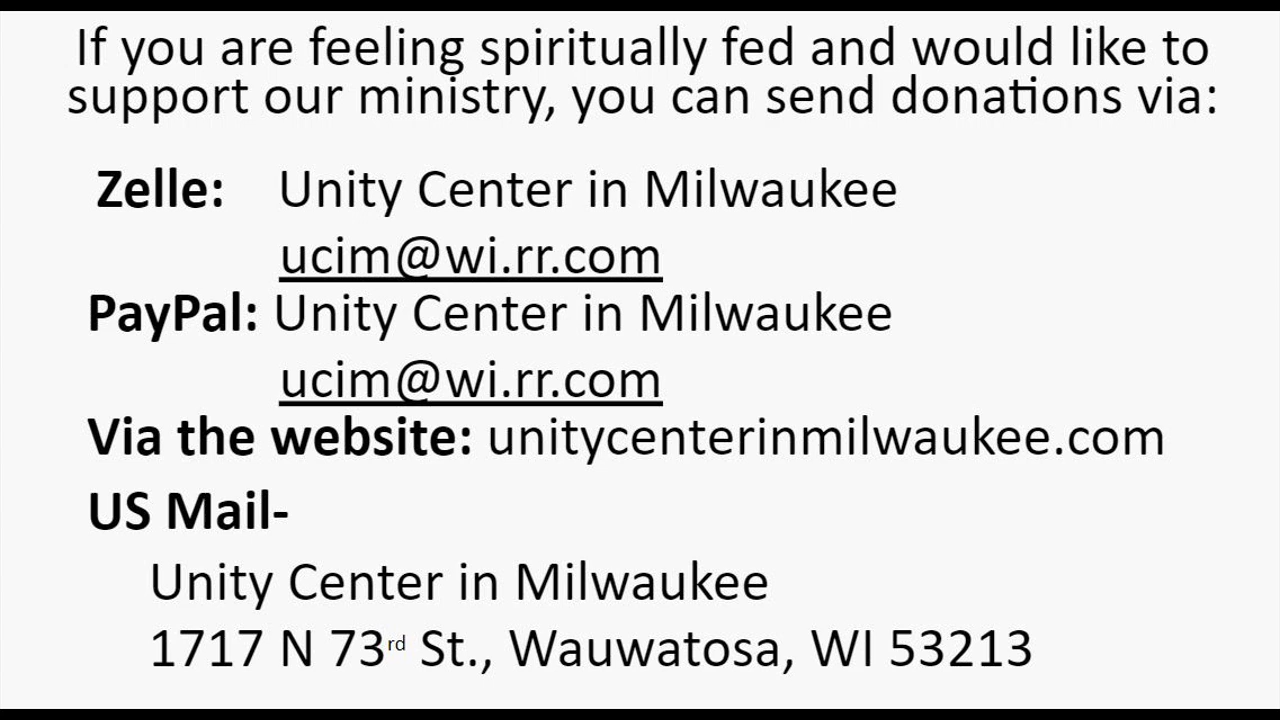 If you are feeling spiritually fed and would like to
support our ministry, you can send donations via:
Zelle: Unity Center in Milwaukee
ucim@wi.rr.com
PayPal: Unity Center in Milwaukee
ucim@wi.rr.com
Via the website: unitycenterinmilwaukee.com
US Mail-
Unity Center in Milwaukee
1717 N 73rd St., Wauwatosa, WI 53213